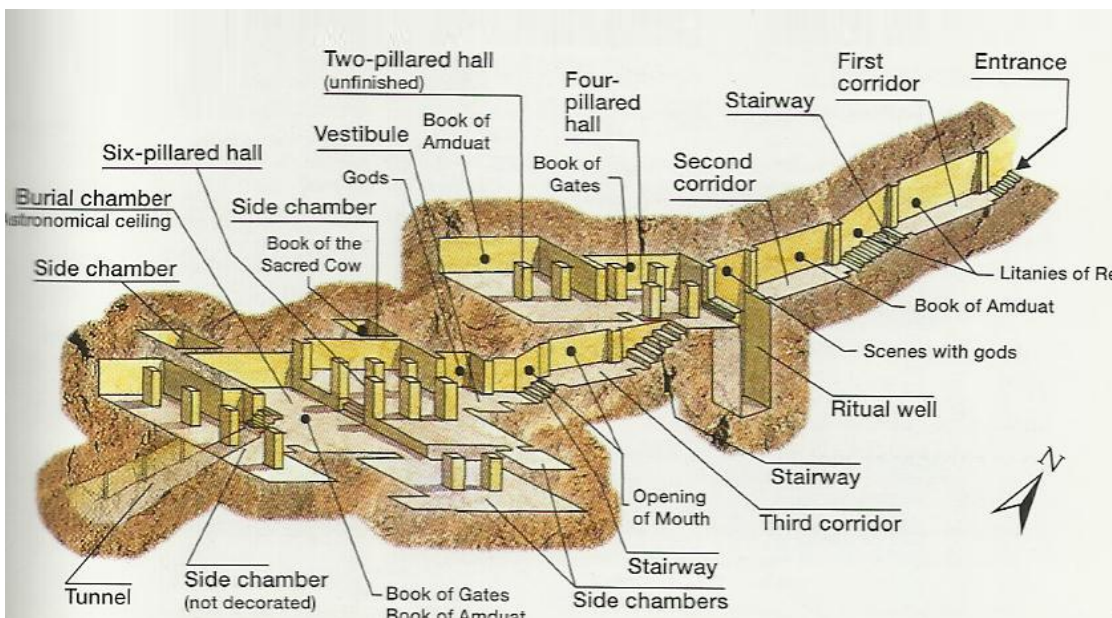 Two-pillared hall
(unfinished)
Four-
pillared
hall
First
corridor
Entrance
Stairway
Book of
Amduat
Vestibule
Six-pillared hall
Gods
Book of
Gates
Second
corridor
Burial chamber
Astronomical ceiling
Side chamber
Book of the
Sacred Cow
Side chamber
Litanies of Re
Book of Amduat
Scenes with gods
Ritual well
N
Stairway
Opening
of Mouth
Third corridor
Stairway
Side chambers
Tunnel
Side chamber
(not decorated)
Book of Gates
Book of Amduat